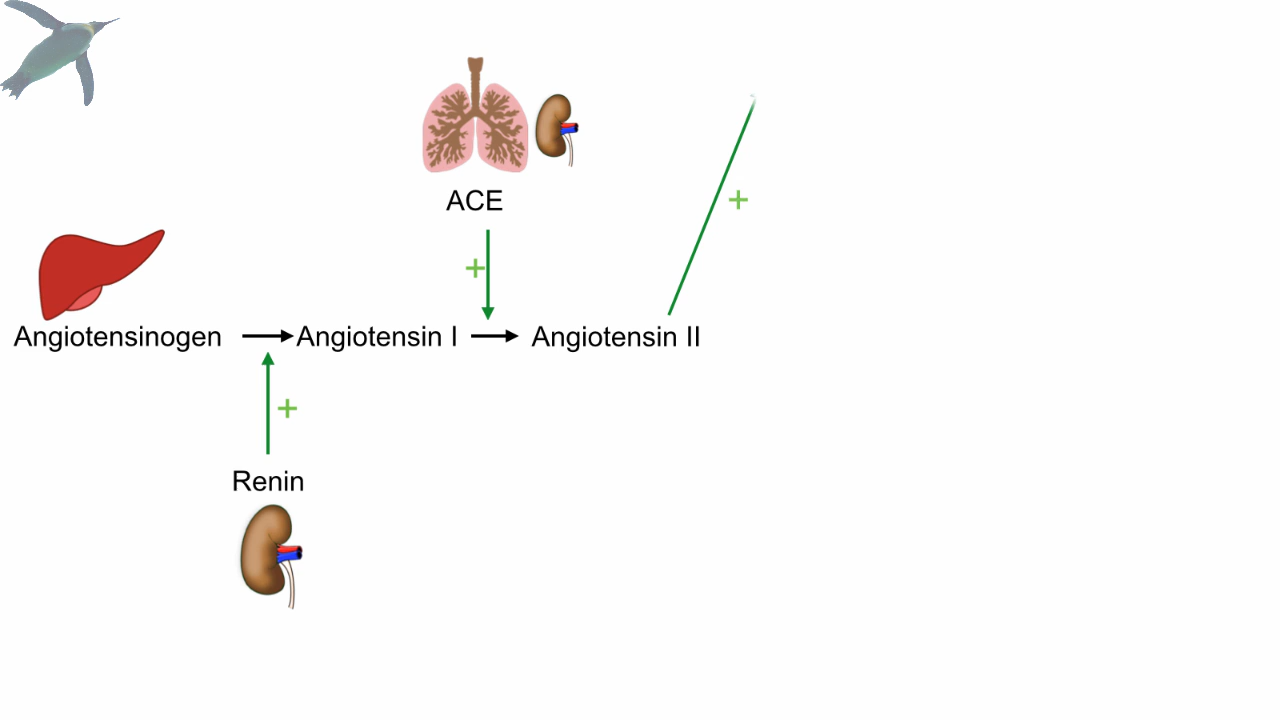 ACE
+
+
Angiotensinogen
Angiotensin I
Angiotensin II
+
Renin